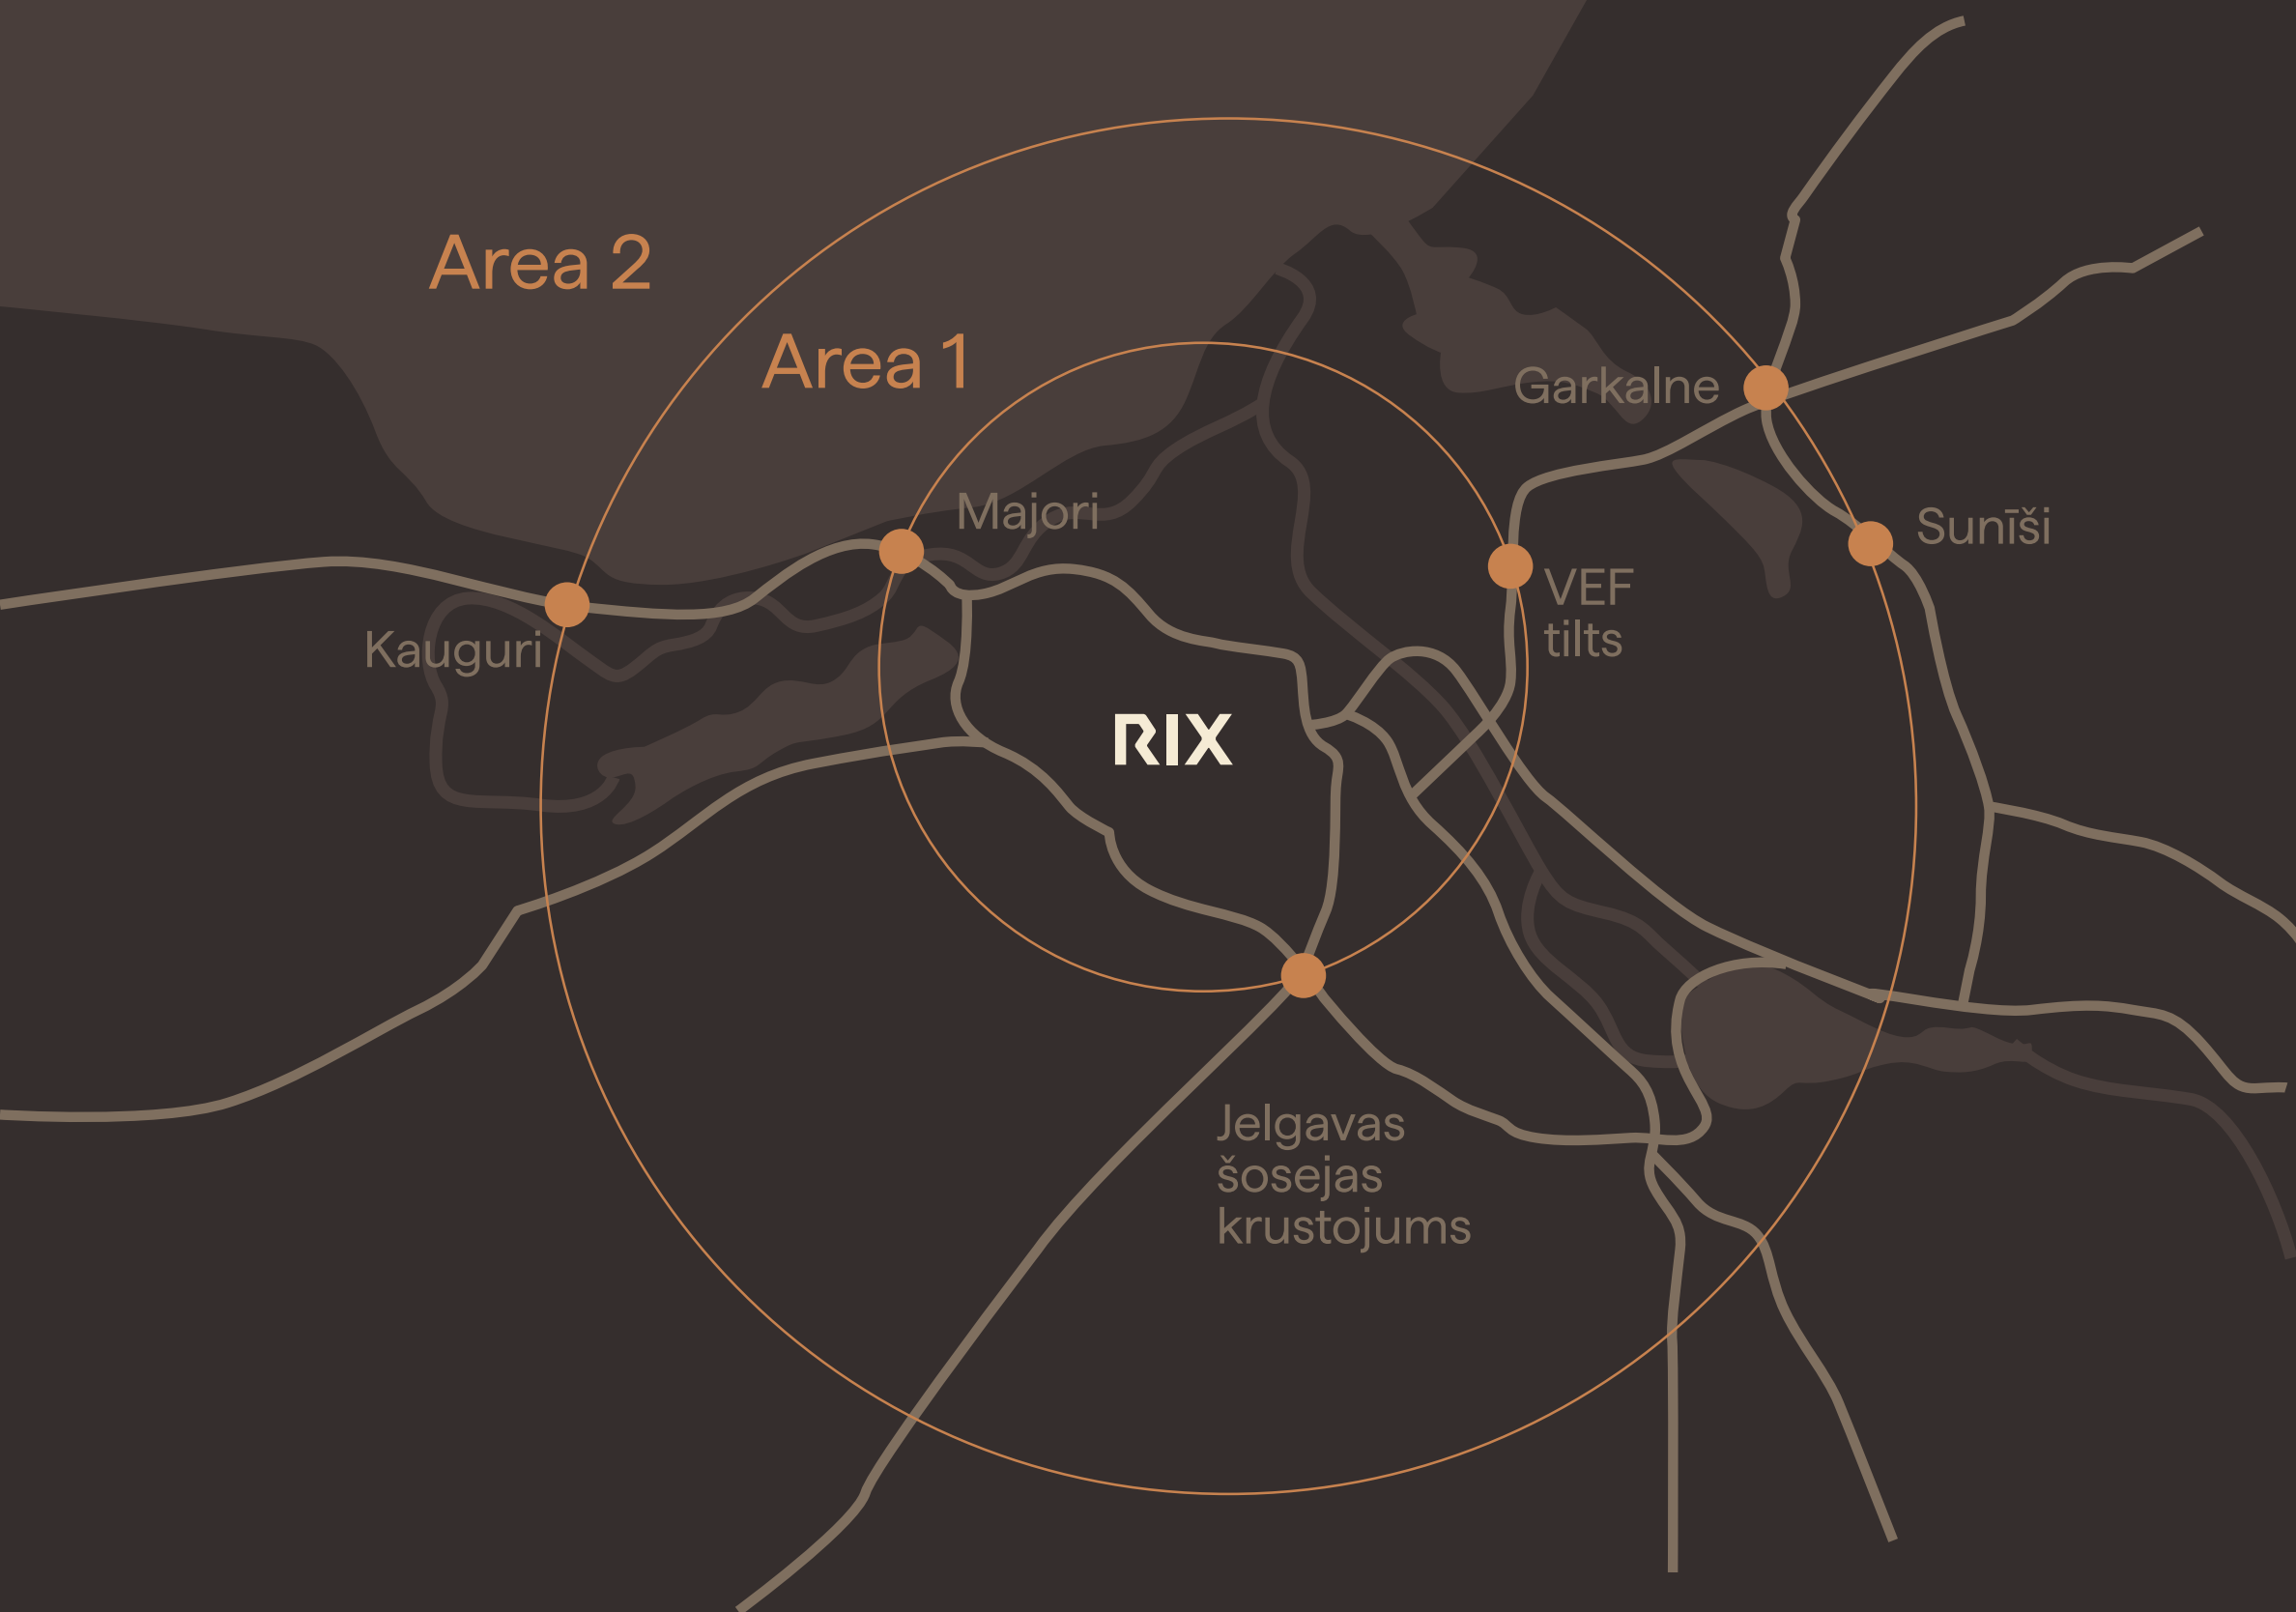 Area 2
Area 1
Garkalne
Majori
Sunīši
VEF
tilts
Kauguri
RIX
Jelgavas
šosejas
krustojums